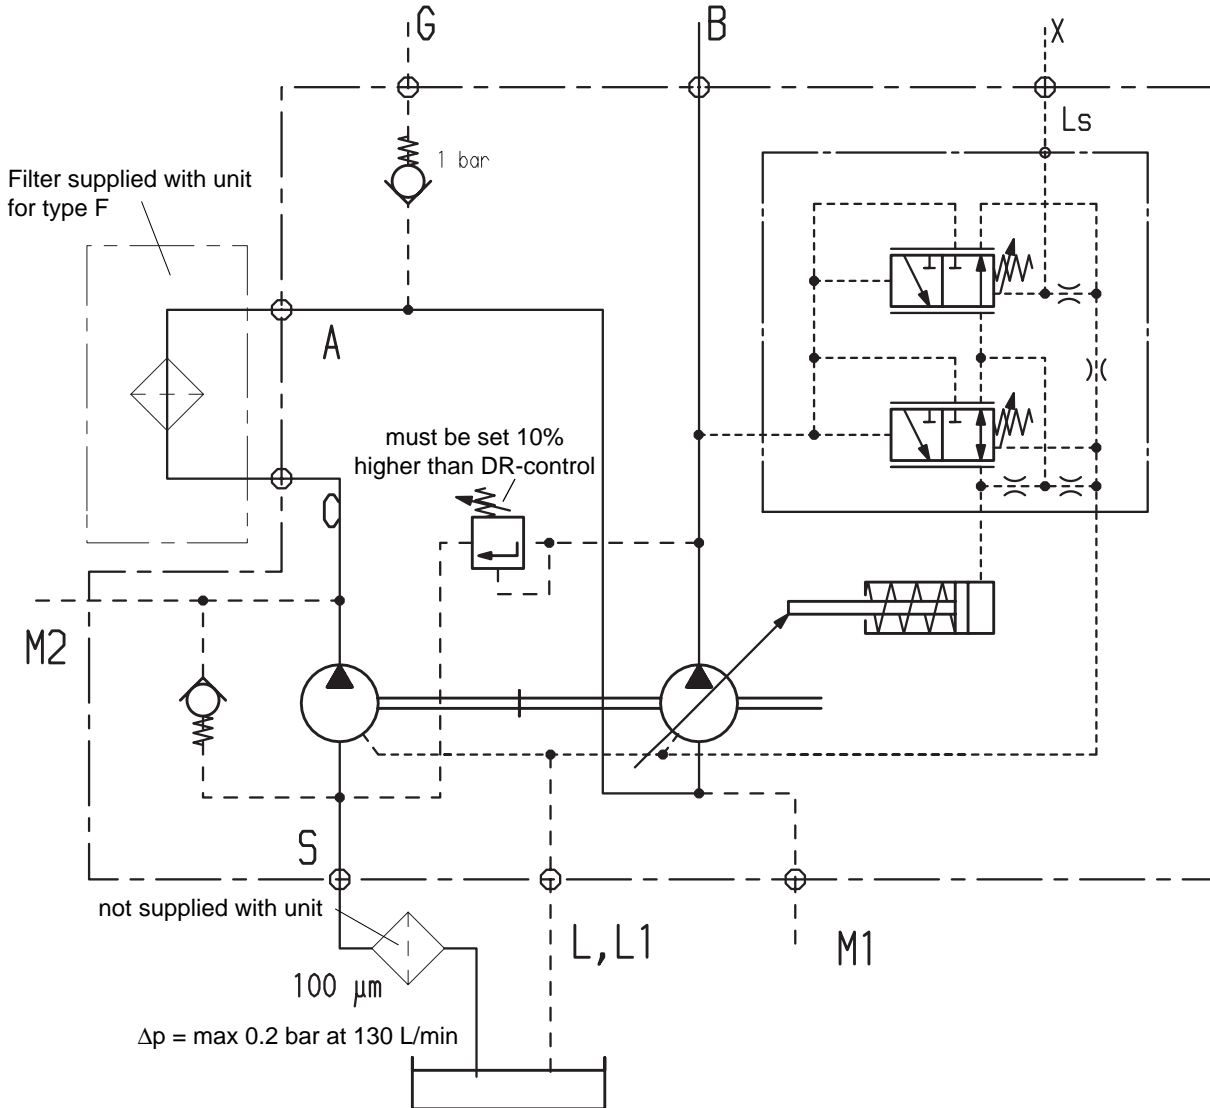 G
B
X
Ls
1 bar
Filter supplied with unit
for type F
A
must be set 10%
higher than DR-control
C
M2
S
not supplied with unit
L,L1
M1
100 µm
Δp = max 0.2 bar at 130 L/min